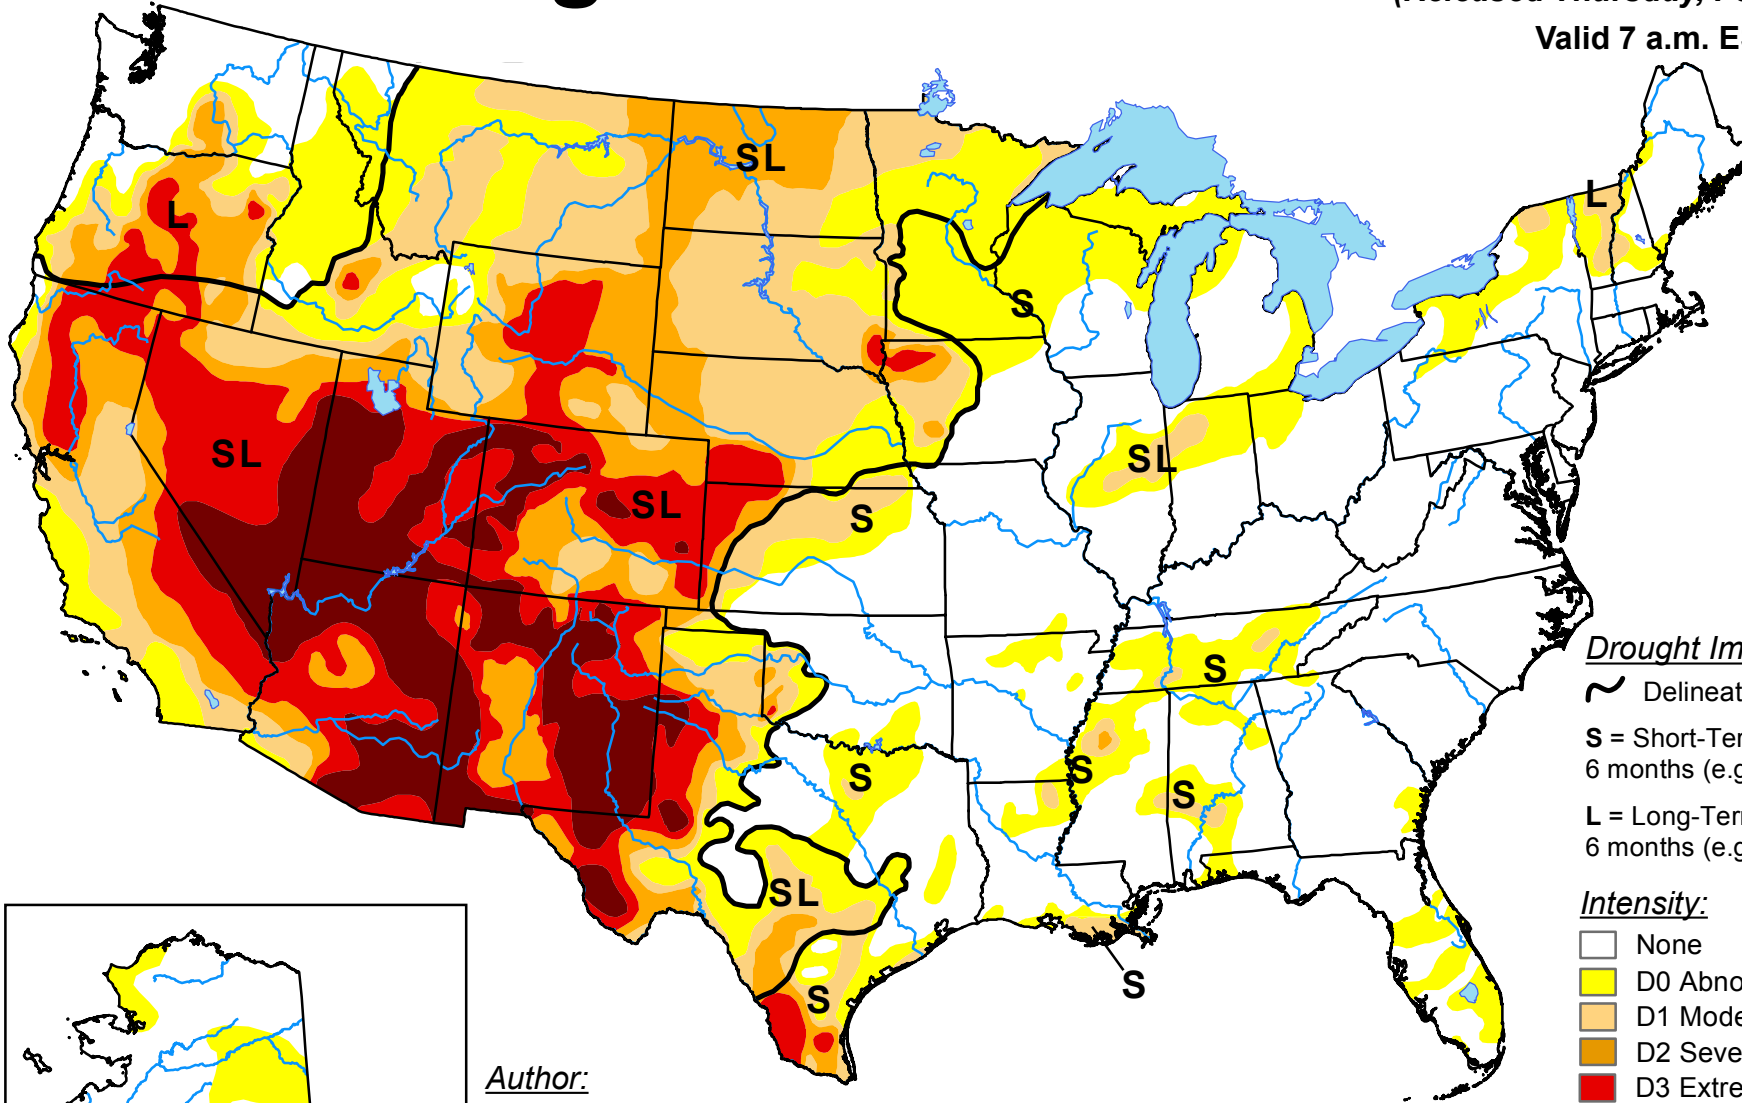 Valid 7 a.m.
SL
L
L
S
SL
SL
SL
S
S
S
S
S
SL
S
S
Drought
Delineat
S = Short-Ter
6 months (e.g
L = Long-Ter
6 months (e.g
Intensity:
None
D0 Abno
D1 Mode
D2 Seve
D3 Extre
Author: